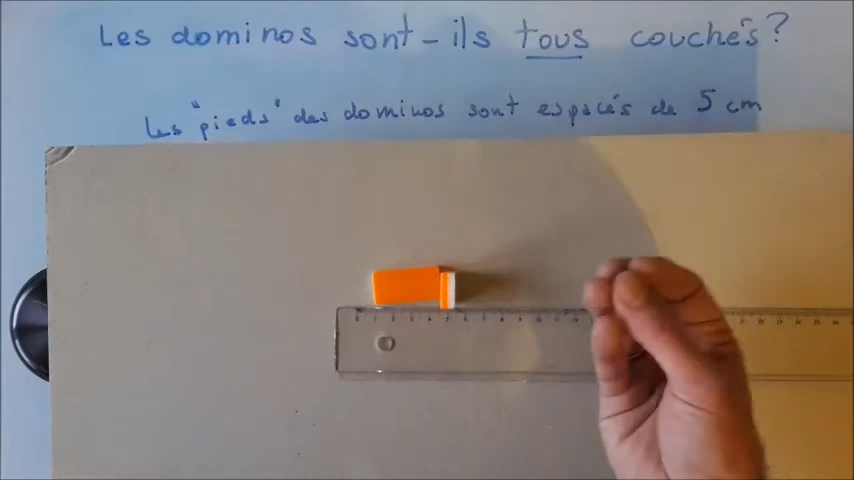 Les dominos sont-ils tous couchés?
les "pieds" des dominos sont espacés de 5 cm